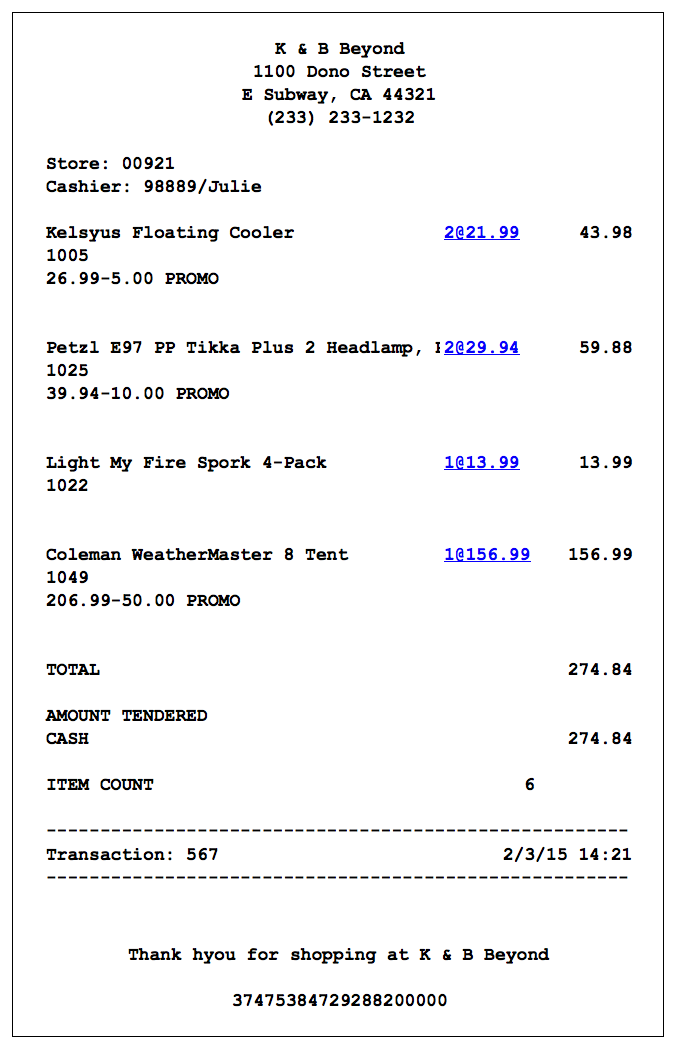 K & B Beyond
1100 Dono Street
E Subway, CA 44321
(233) 233-1232
Store: 00921
Cashier: 98889/Julie
Kelsyus Floating Cooler 2@21.99 43.98
1005
26.99-5.00 PROMO
Petzl E97 PP Tikka Plus 2 Headlamp, 2@29.94 59.88
1025
39.94-10.00 PROMO
Light My Fire Spork 4-Pack 1@13.99 13.99
1022
Coleman WeatherMaster 8 Tent 1@156.99 156.99
1049
206.99-50.00 PROMO
TOTAL 274.84
AMOUNT TENDERED
CASH 274.84
ITEM COUNT 6
------------------------------------------------------
Transaction: 567 2/3/15 14:21
------------------------------------------------------
Thank hyou for shopping at K & B Beyond
37475384729288200000